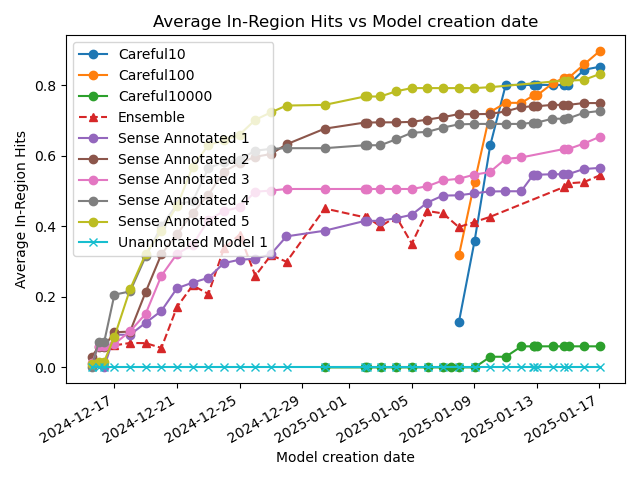 Average In-Region Hits vs Model creation date
Average In-Region Hits
0.8
0.6
0.4
0.2
0.0
Careful10
Careful100
Careful10000
Ensemble
Sense Annotated 1
Sense Annotated 2
Sense Annotated 3
Sense Annotated 4
Sense Annotated 5
Unannotated Model 1
2024-12-17
2024-12-21
2024-12-25
2024-12-29
2025-01-01
2025-01-05
2025-01-09
2025-01-13
2025-01-17
Model creation date